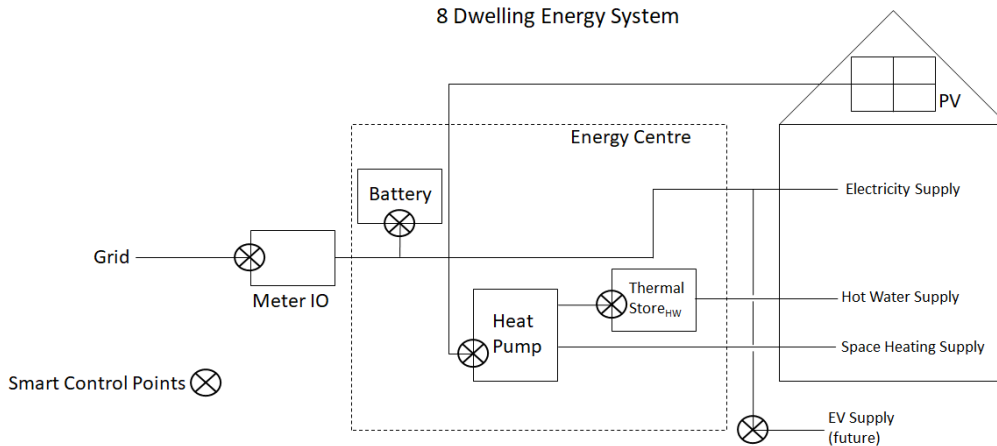 8 Dwelling Energy System
PV
Energy Centre
Battery
Electricity Supply
Grid
Meter IO
Thermal
Store_HW
Hot Water Supply
Heat
Pump
Space Heating Supply
Smart Control Points
EV Supply
(future)